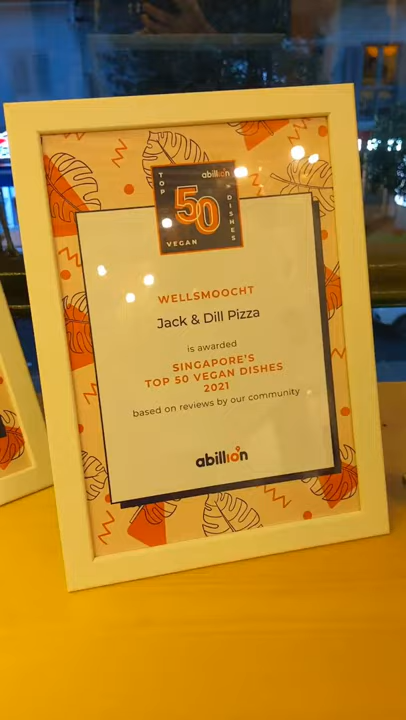 TOP
abillion
50
DISHES
VEGAN
WELLSMOOCHT
Jack & Dill Pizza
is awarded
SINGAPORE'S
TOP 50 VEGAN DISHES
2021
based on reviews by our community
abillion